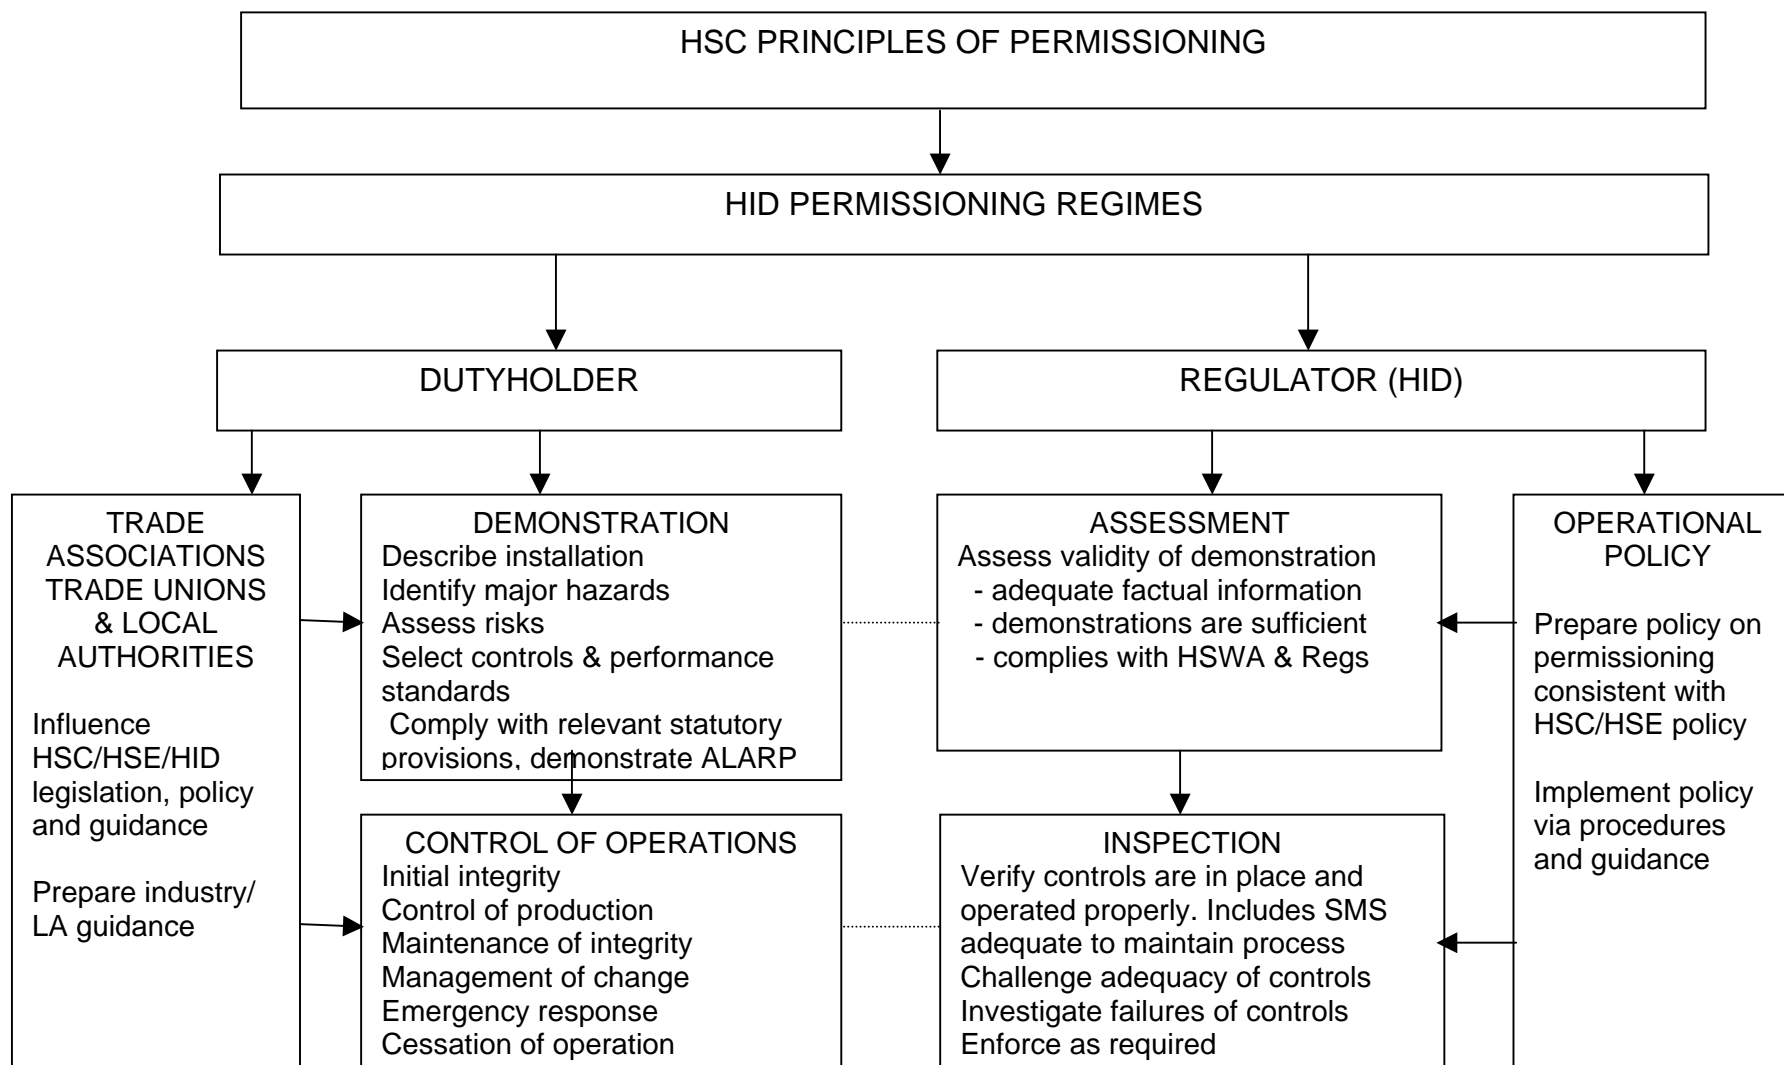 HSC PRINCIPLES OF PERMISSIONING
HID PERMISSIONING REGIMES
DUTYHOLDER
REGULATOR (HID)
TRADE
ASSOCIATIONS
TRADE UNIONS
& LOCAL
AUTHORITIES
Influence
HSC/HSE/HID
legislation, policy
and guidance
Prepare industry/
LA guidance
DEMONSTRATION
Describe installation
Identify major hazards
Assess risks
Select controls & performance
standards
Comply with relevant statutory
provisions, demonstrate ALARP
CONTROL OF OPERATIONS
Initial integrity
Control of production
Maintenance of integrity
Management of change
Emergency response
Cessation of operation
ASSESSMENT
Assess validity of demonstration
- adequate factual information
- demonstrations are sufficient
- complies with HSWA & Regs
INSPECTION
Verify controls are in place and
operated properly. Includes SMS
adequate to maintain process
Challenge adequacy of controls
Investigate failures of controls
Enforce as required
OPERATIONAL
POLICY
Prepare policy on
permissioning
consistent with
HSC/HSE policy
Implement policy
via procedures
and guidance